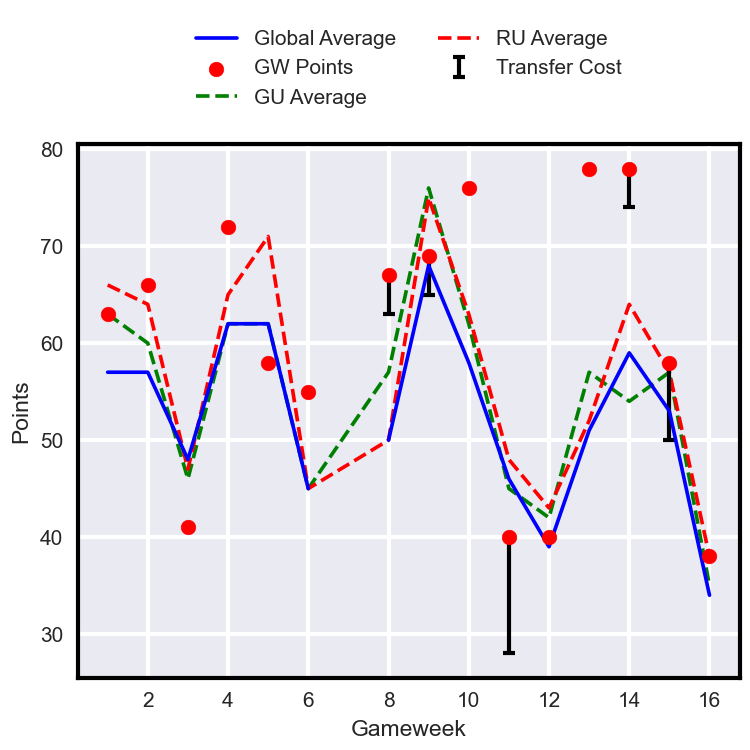 Global Average
GW Points
GU Average
RU Average
Transfer Cost
80
70
60
50
40
30
Points
2 4 6 8 10 12 14 16
Gameweek